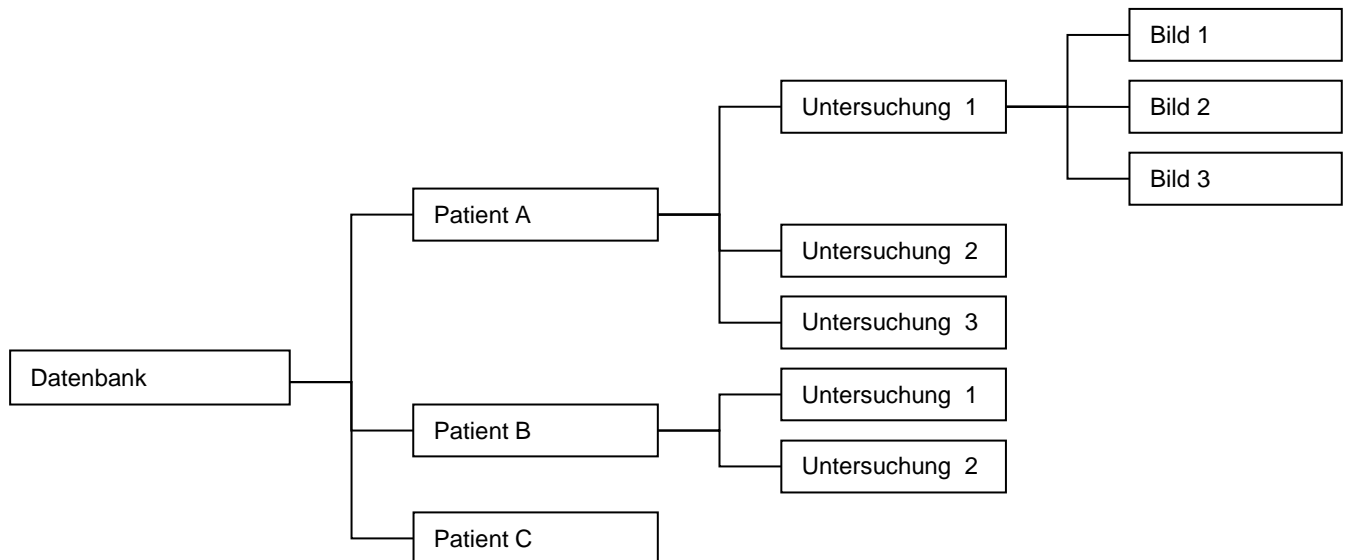 Bild 1
Untersuchung 1
Bild 2
Bild 3
Patient A
Untersuchung 2
Untersuchung 3
Datenbank
Untersuchung 1
Patient B
Untersuchung 2
Patient C